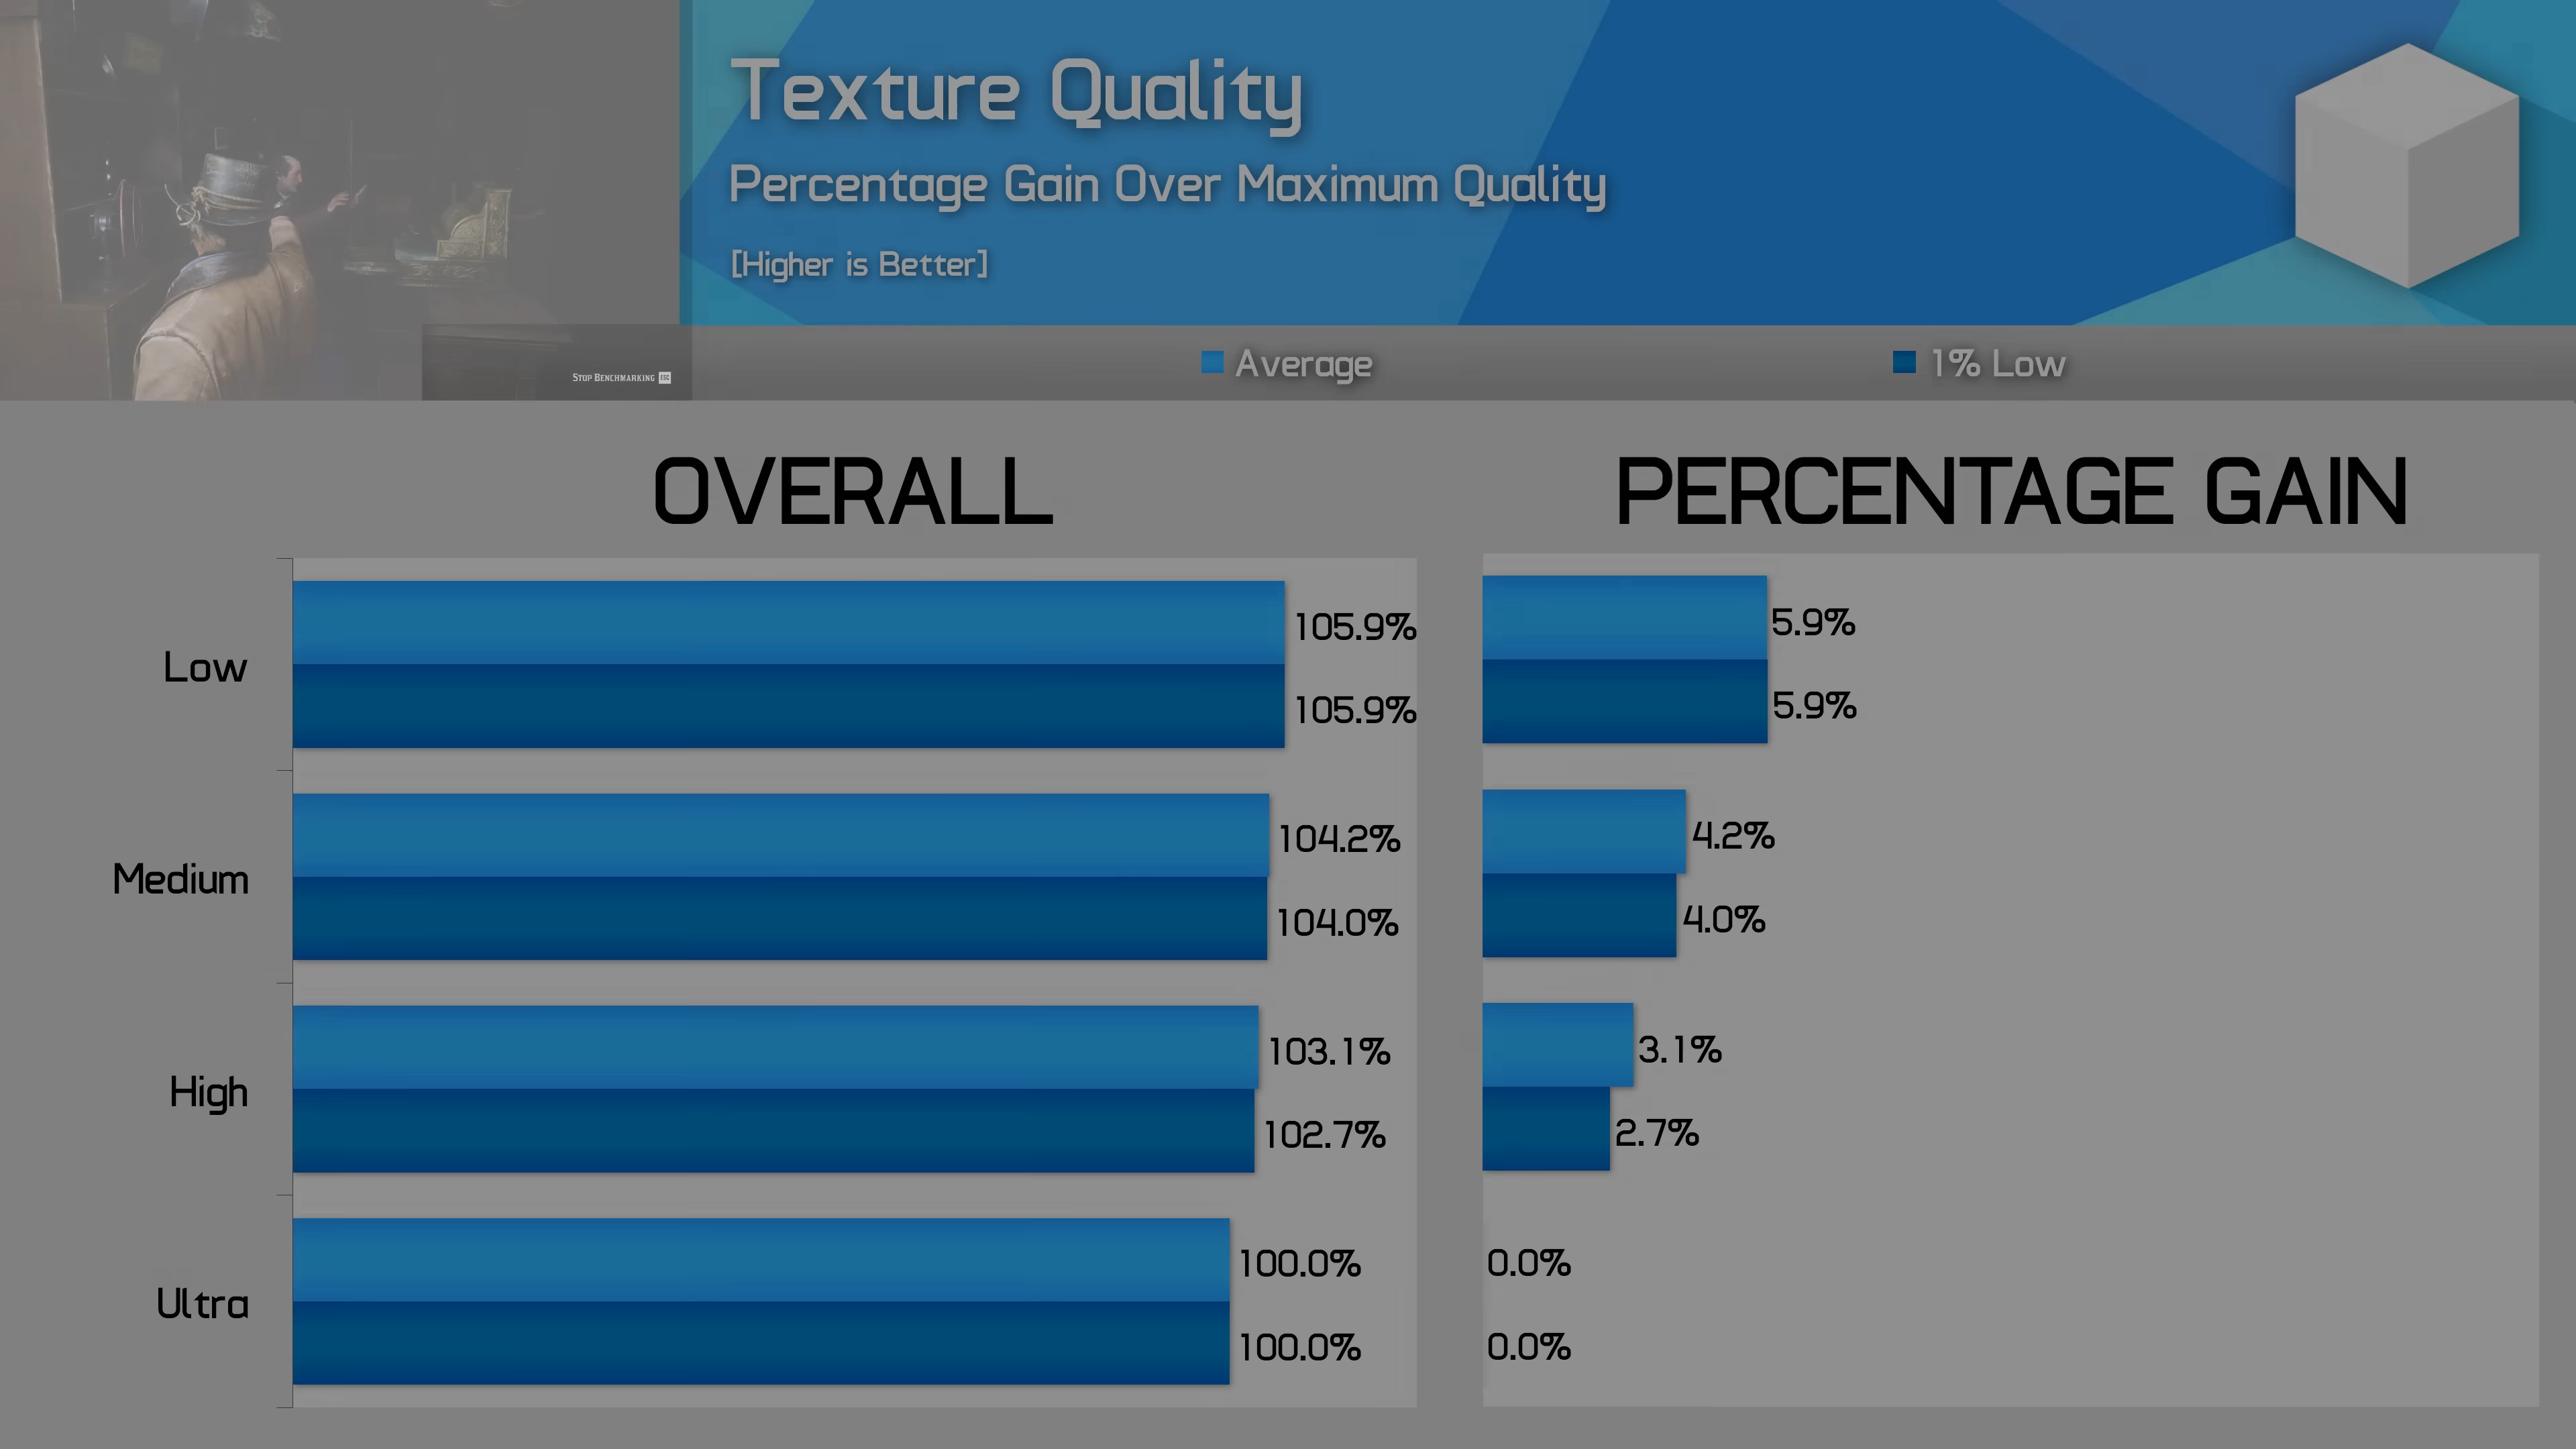 Texture Quality
Percentage Gain Over Maximum Quality
[Higher is Better]
STOP BENCHMARKING ESC
Average
1% Low
OVERALL
PERCENTAGE GAIN
Low
105.9%
105.9%
5.9%
5.9%
Medium
104.2%
104.0%
4.2%
4.0%
High
103.1%
102.7%
3.1%
2.7%
Ultra
100.0%
100.0%
0.0%
0.0%